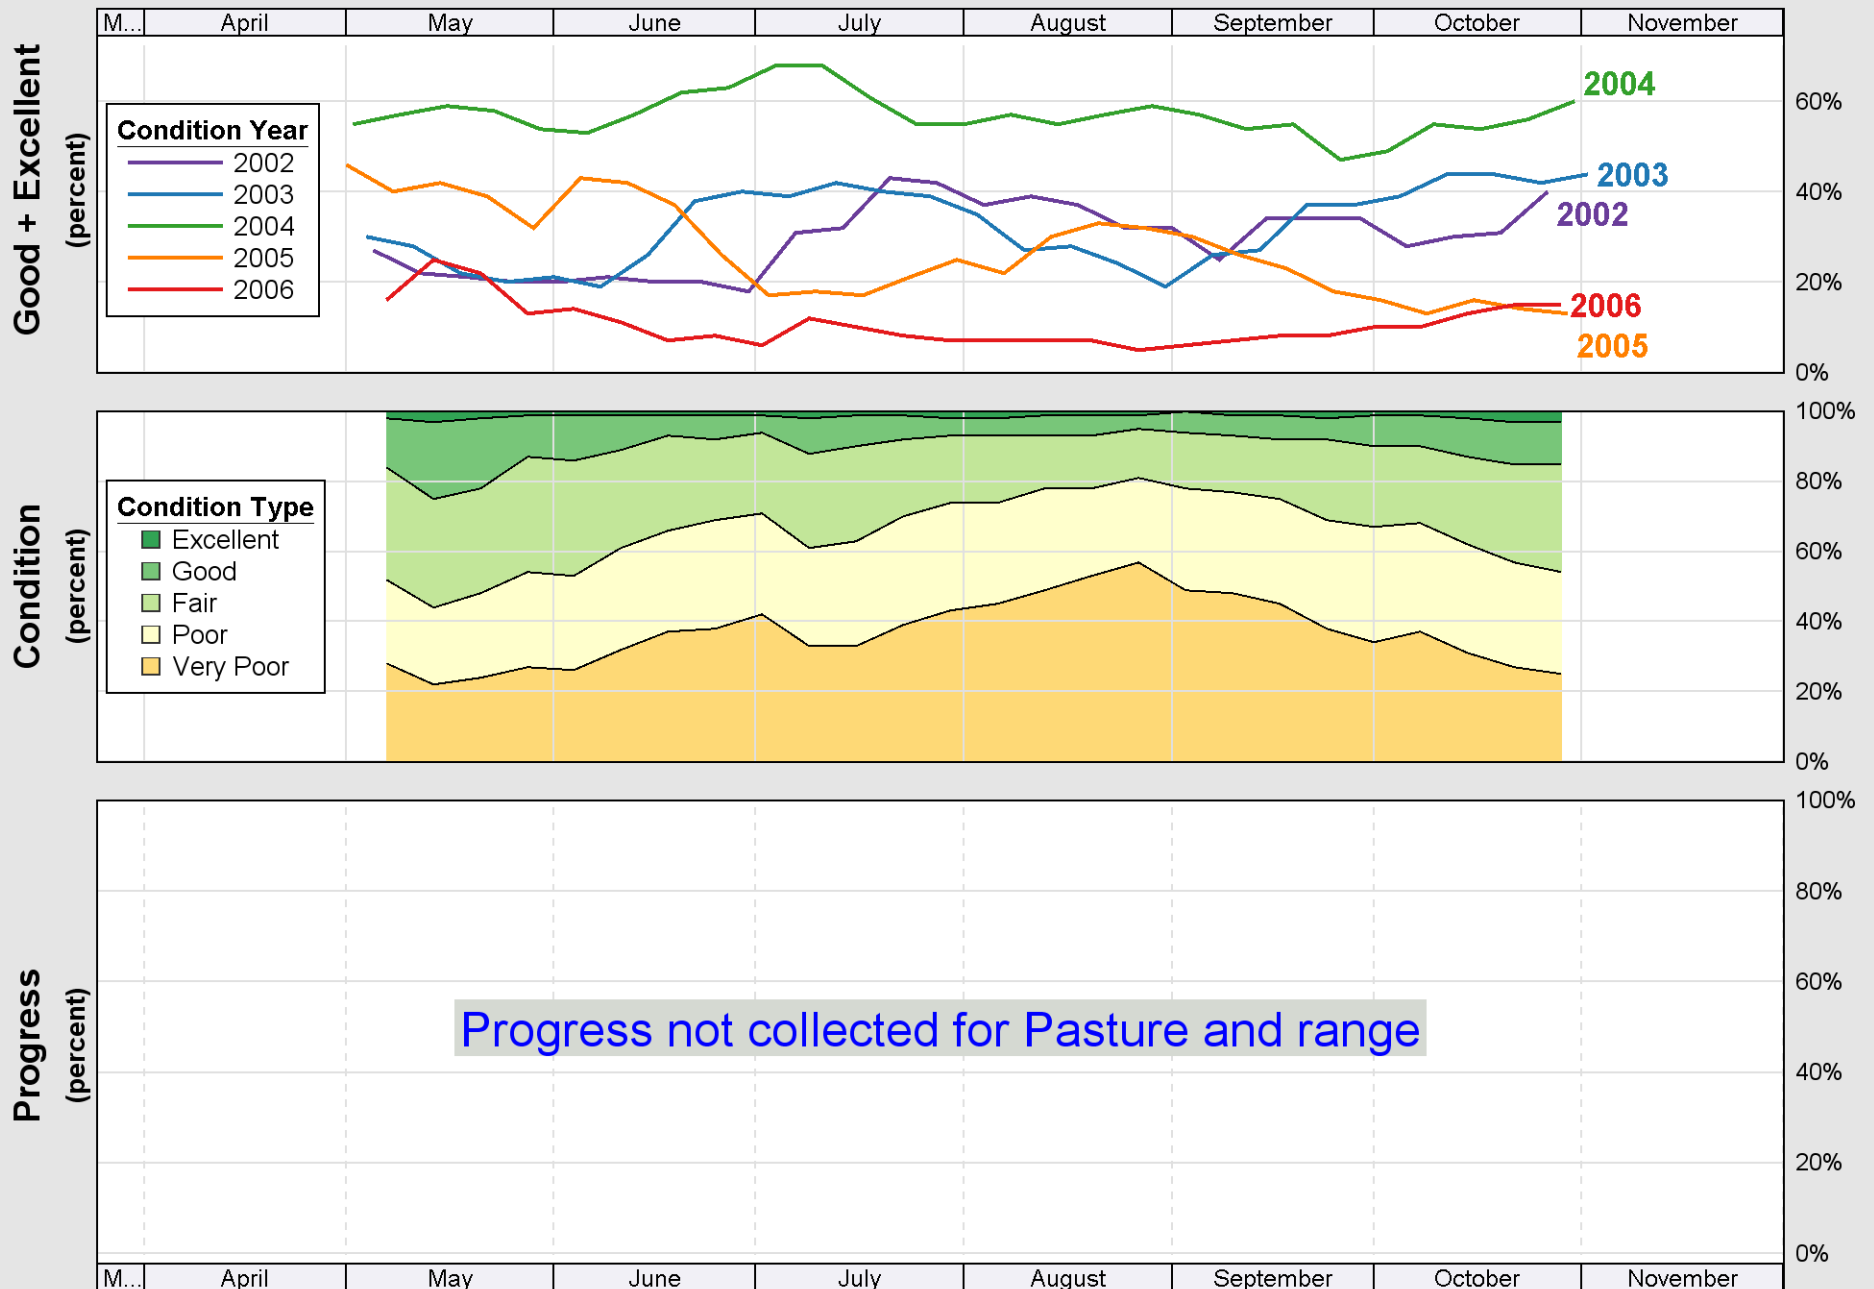 M... April May June July August September October November
Good + Excellent
(percent)
Condition Year
2002
2003
2004
2005
2006
2004
2003
2002
2006
2005
60%
40%
20%
0%
Condition
(percent)
Condition Type
Excellent
Good
Fair
Poor
Very Poor
100%
80%
60%
40%
20%
0%
Progress
(percent)
Progress not collected for Pasture and range
100%
80%
60%
40%
20%
0%
M... April May June July August September October November